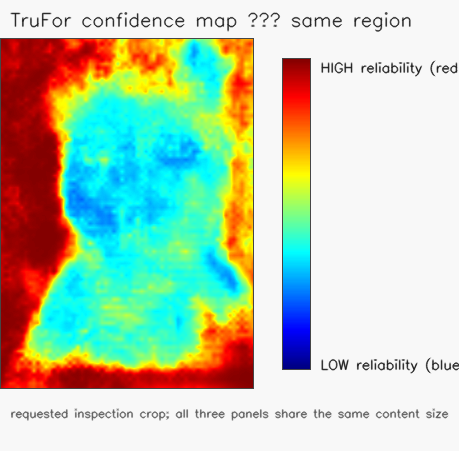 TruFor confidence map ??? same region
HIGH reliability (red
LOW reliability (blue
requested inspection crop; all three panels share the same content size